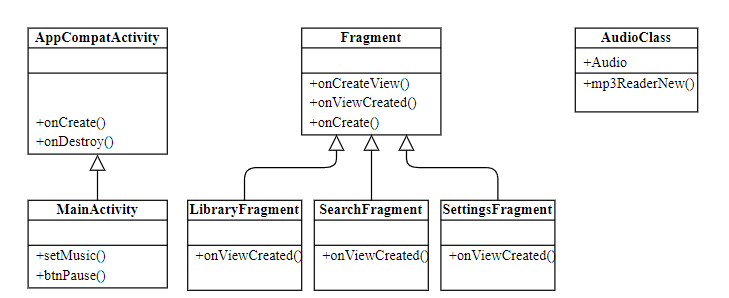 AppCompatActivity
+onCreate()
+onDestroy()
Fragment
+onCreateView()
+onViewCreated()
+onCreate()
AudioClass
+Audio
+mp3ReaderNew()
MainActivity
+setMusic()
+btnPause()
LibraryFragment
+onViewCreated()
SearchFragment
+onViewCreated()
SettingsFragment
+onViewCreated()